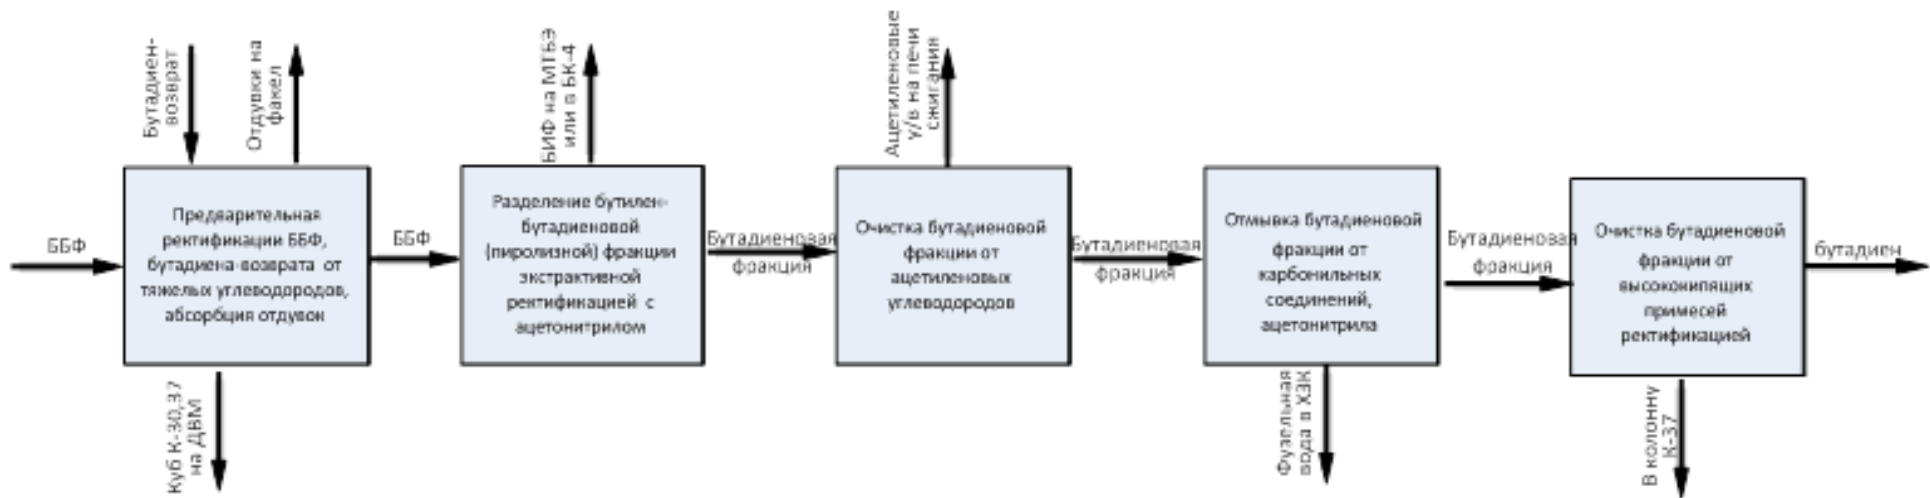 Бутадиен-
возврат
Отдувки на
факел
ББФ
Предварительная
ректификации ББФ,
бутадиена-возврата от
тяжелых углеводородов,
абсорбция отдувок
Куб К-30,37
на ДВМ
ББФ
БИФ на МТБЭ
или в БК-4
Разделение бутилен-
бутадиеновой
(пиролизной) фракции
экстрактивной
ректификацией с
ацетонитрилом
Бутадиеновая
фракция
Ацетиленовые
у/в на печи
сжигания
Очистка бутадиеновой
фракции от
ацетиленовых
углеводородов
Бутадиеновая
фракция
Отмывка бутадиеновой
фракции от
карбонильных
соединений,
ацетонитрила
Фузельная
вода в ХЗК
Бутадиеновая
фракция
Очистка бутадиеновой
фракции от
высококипящих
примесей
ректификацией
В колонну
К-37
бутадиен